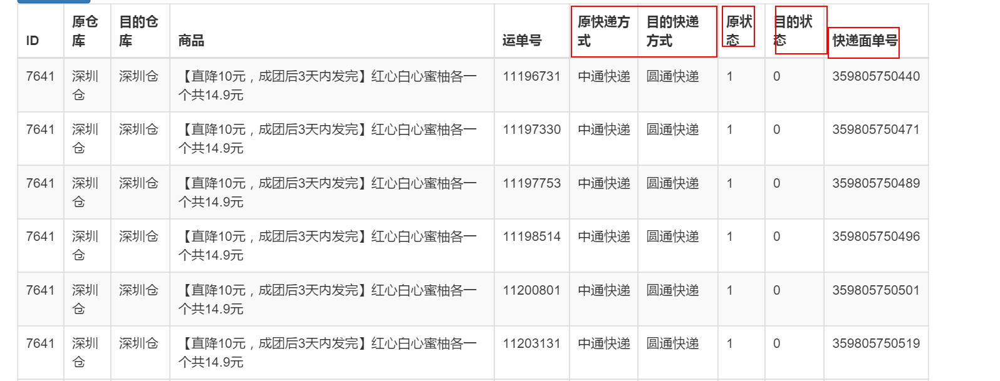 ID 原仓库 目的仓库 商品 运单号 原快递方式 目的快递方式 原状态 目的状态 快递面单号
7641 深圳仓 深圳仓 【直降10元，成团后3天内发完】红心白心蜜柚各一个共14.9元 11196731 中通快递 圆通快递 1 0 359805750440
7641 深圳仓 深圳仓 【直降10元，成团后3天内发完】红心白心蜜柚各一个共14.9元 11197330 中通快递 圆通快递 1 0 359805750471
7641 深圳仓 深圳仓 【直降10元，成团后3天内发完】红心白心蜜柚各一个共14.9元 11197753 中通快递 圆通快递 1 0 359805750489
7641 深圳仓 深圳仓 【直降10元，成团后3天内发完】红心白心蜜柚各一个共14.9元 11198514 中通快递 圆通快递 1 0 359805750496
7641 深圳仓 深圳仓 【直降10元，成团后3天内发完】红心白心蜜柚各一个共14.9元 11200801 中通快递 圆通快递 1 0 359805750501
7641 深圳仓 深圳仓 【直降10元，成团后3天内发完】红心白心蜜柚各一个共14.9元 11203131 中通快递 圆通快递 1 0 359805750519